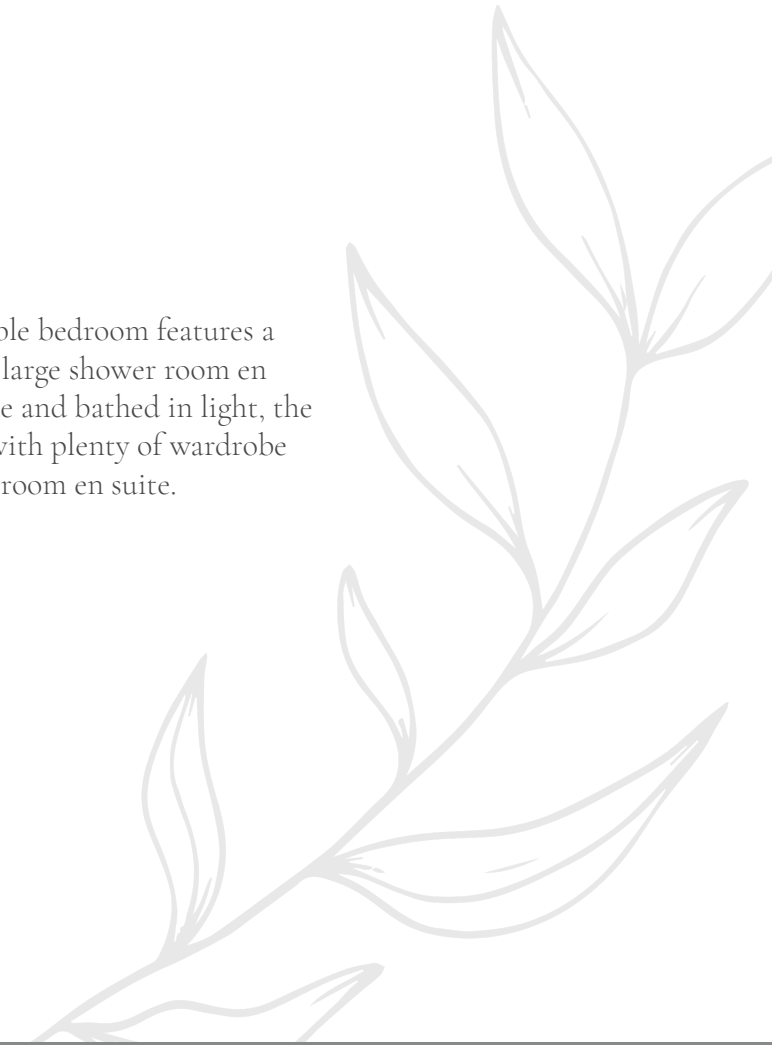 ble bedroom features a
large shower room en
e and bathed in light, the
with plenty of wardrobe
room en suite.